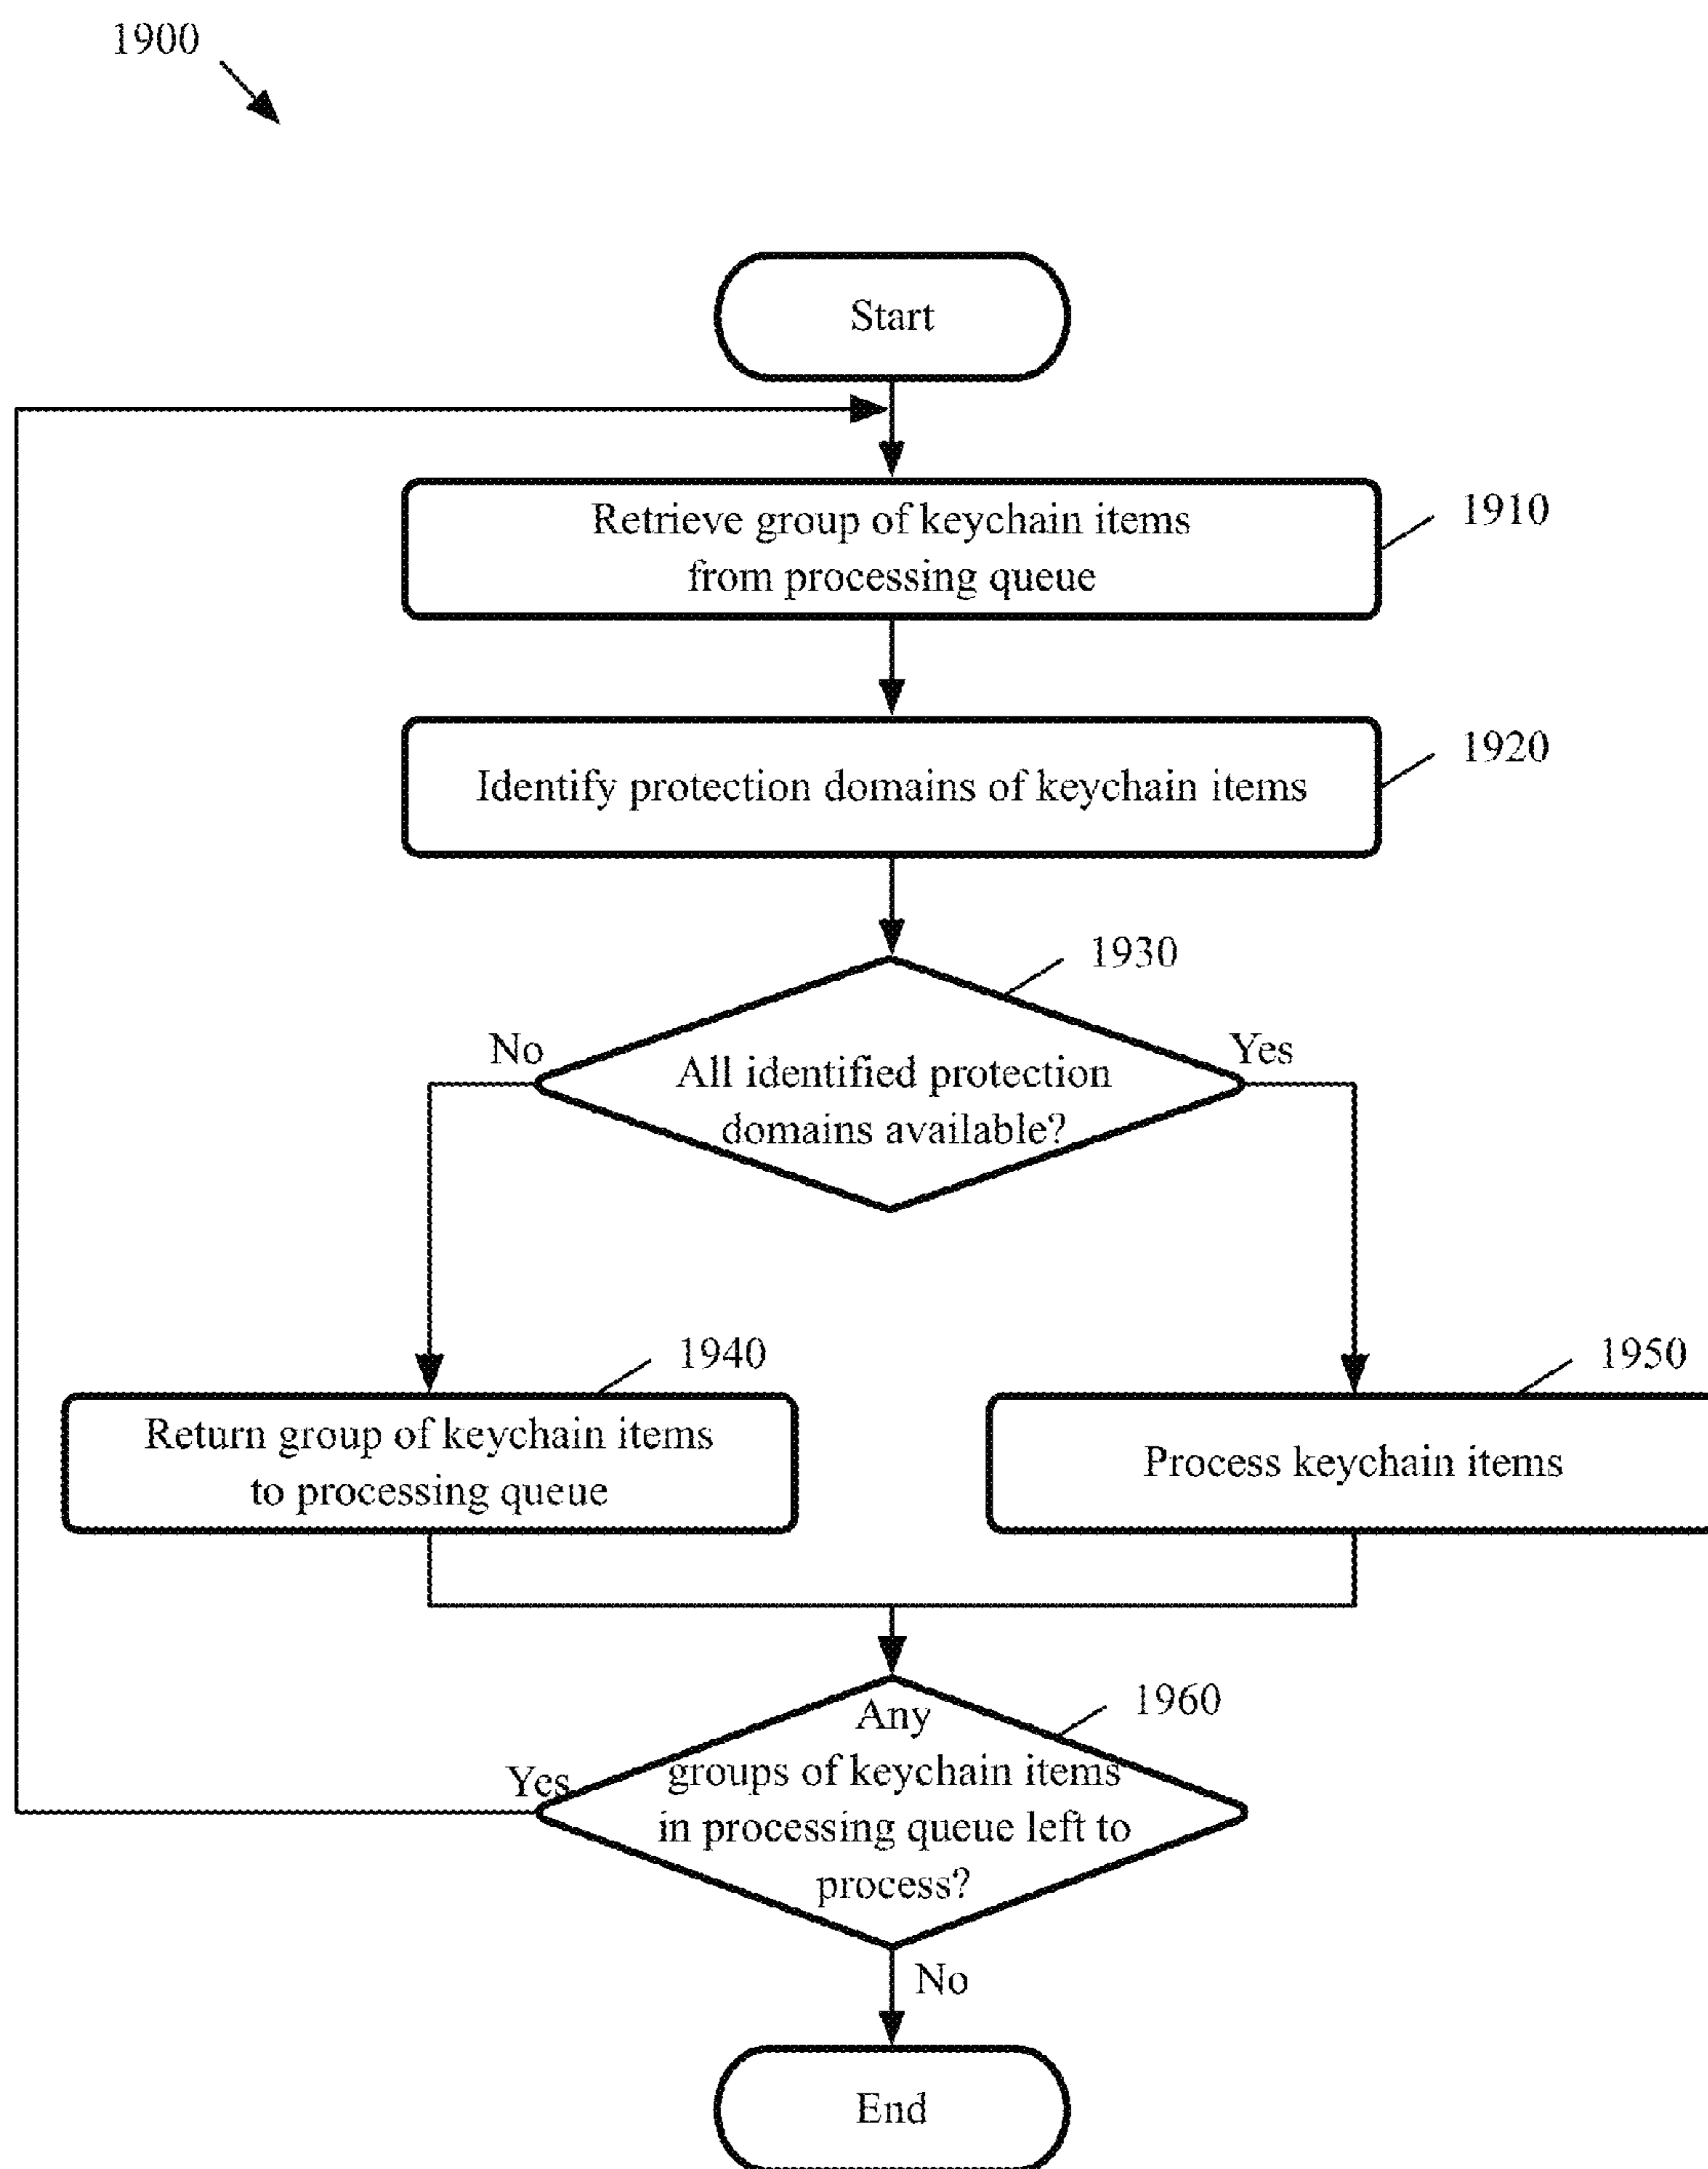 1900
Start
Retrieve group of keychain items
from processing queue
1910
Identify protection domains of keychain items
1920
1930
No
Yes
All identified protection
domains available?
1940
1950
Return group of keychain items
to processing queue
Process keychain items
1960
Any
groups of keychain items
in processing queue left to
process?
Yes
No
End